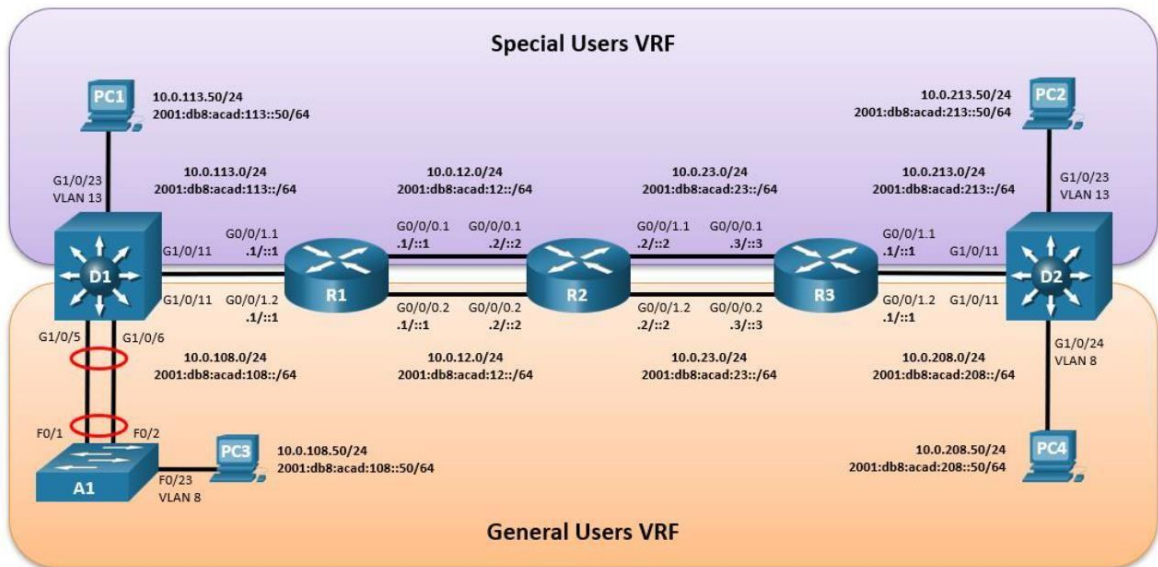 Special Users VRF
PC1
10.0.113.50/24
2001:db8:acad:113::50/64
10.0.213.50/24
2001:db8:acad:213::50/64
PC2
G1/0/23
VLAN 13
10.0.113.0/24
2001:db8:acad:113::/64
10.0.12.0/24
2001:db8:acad:12::/64
10.0.23.0/24
2001:db8:acad:23::/64
10.0.213.0/24
2001:db8:acad:213::/64
G1/0/23
VLAN 13
D1
G1/0/11
G0/0/1.1
.1/::1
R1
G0/0/0.1
.1/::1
G0/0/0.1
.2/::2
R2
G0/0/1.1
.2/::2
G0/0/0.1
.3/::3
R3
G0/0/1.1
.1/::1
G1/0/11
D2
G1/0/11
G0/0/1.2
.1/::1
G0/0/0.2
.1/::1
G0/0/0.2
.2/::2
G0/0/1.2
.2/::2
G0/0/0.2
.3/::3
G0/0/1.2
.1/::1
G1/0/11
G1/0/5
G1/0/6
10.0.108.0/24
2001:db8:acad:108::/64
10.0.12.0/24
2001:db8:acad:12::/64
10.0.23.0/24
2001:db8:acad:23::/64
10.0.208.0/24
2001:db8:acad:208::/64
G1/0/24
VLAN 8
F0/1
F0/2
A1
F0/23
VLAN 8
PC3
10.0.108.50/24
2001:db8:acad:108::50/64
10.0.208.50/24
2001:db8:acad:208::50/64
PC4
General Users VRF